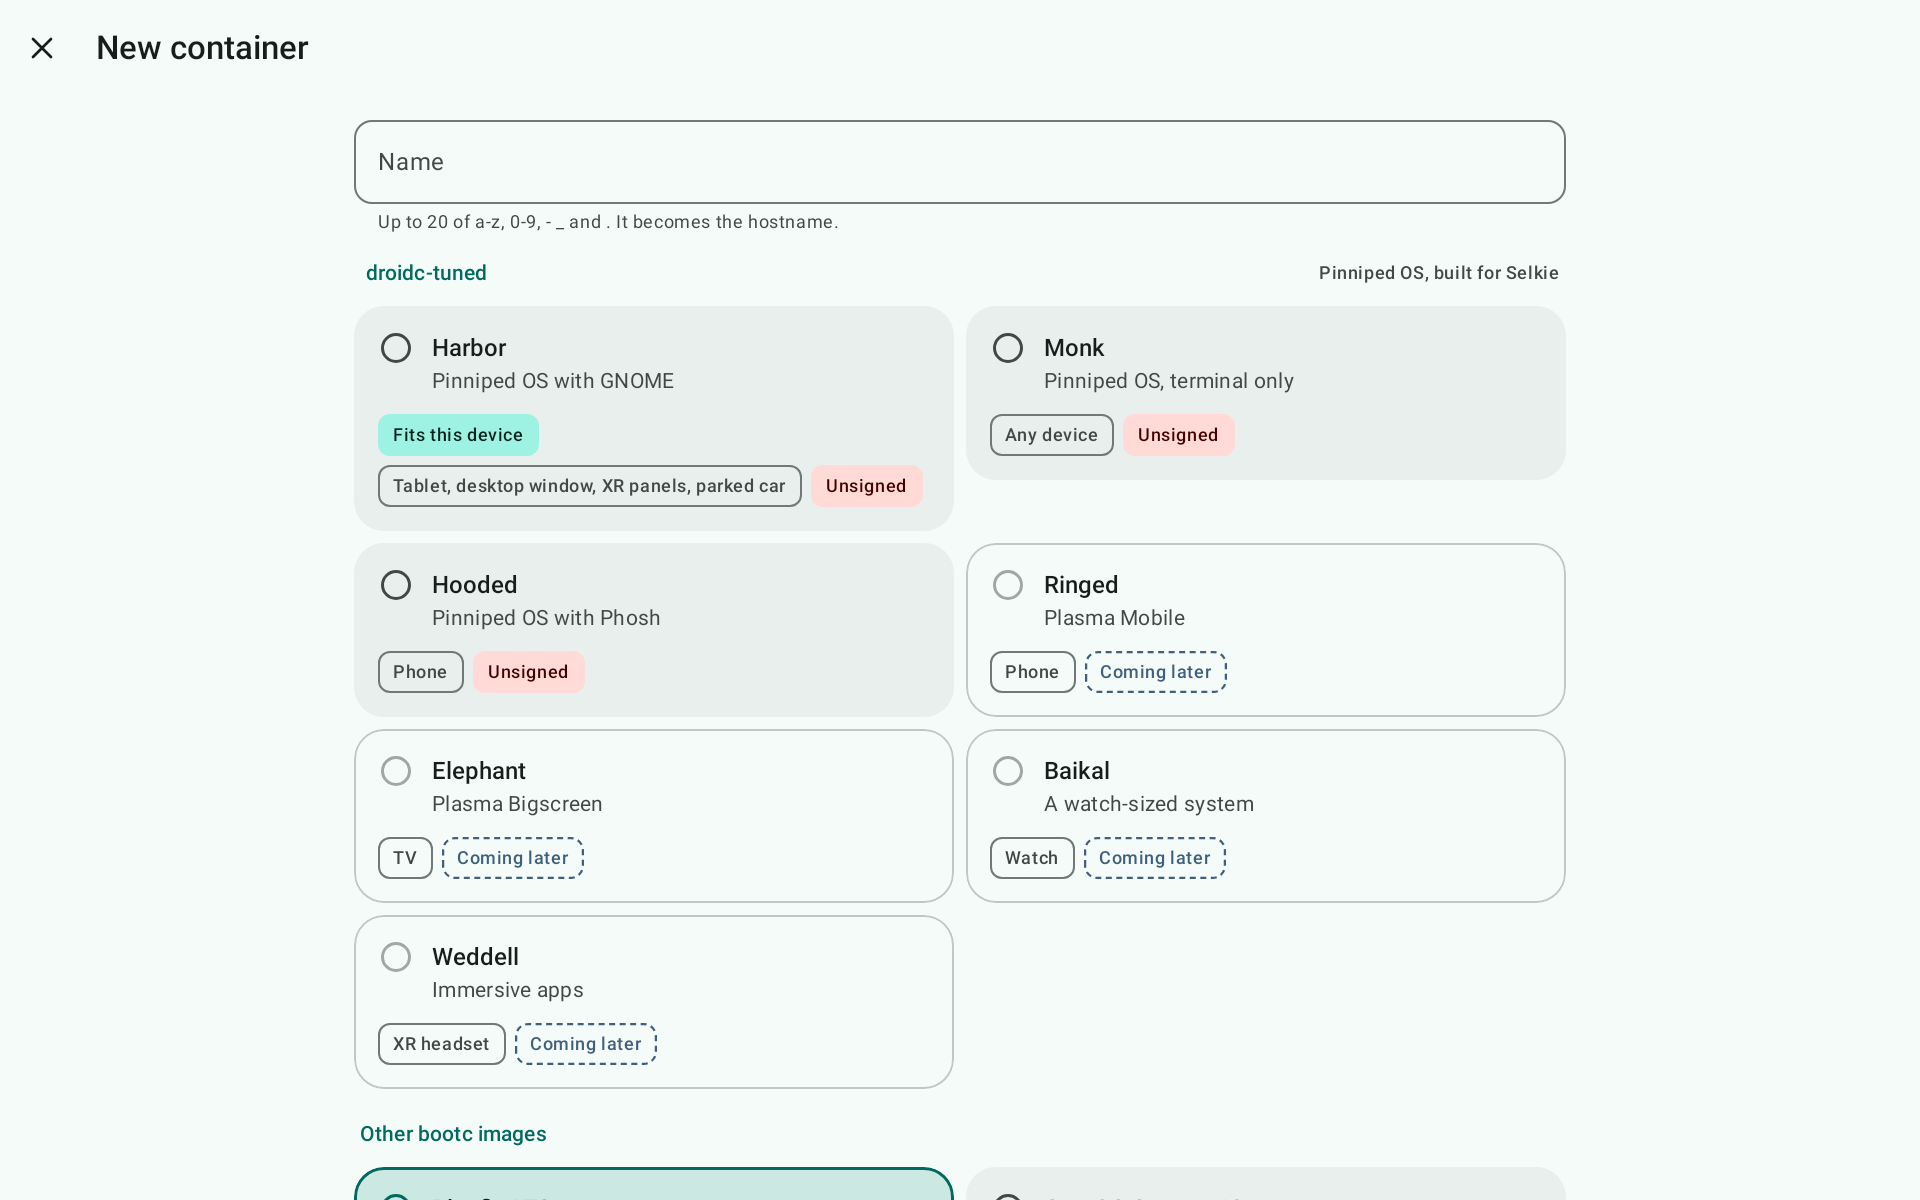 New container
Name
Up to 20 of a-z, 0-9, - _ and . It becomes the hostname.
droidc-tuned
Pinniped OS, built for Selkie
Harbor
Pinniped OS with GNOME
Fits this device
Tablet, desktop window, XR panels, parked car
Unsigned
Monk
Pinniped OS, terminal only
Any device
Unsigned
Hooded
Pinniped OS with Phosh
Phone
Unsigned
Ringed
Plasma Mobile
Phone
Coming later
Elephant
Plasma Bigscreen
TV
Coming later
Baikal
A watch-sized system
Watch
Coming later
Weddell
Immersive apps
XR headset
Coming later
Other bootc images